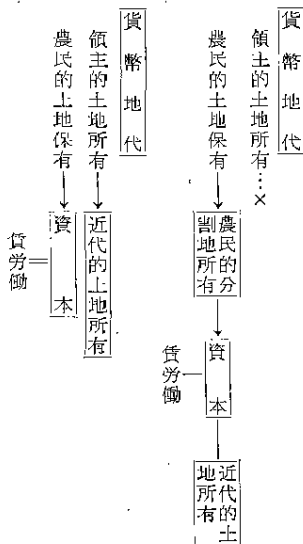 貨幣地代
領主的土地所有…×
農民的土地保有→農民的分割地所有→資本―近代的土地所有
賃労働
貨幣地代
領主的土地所有→近代的土地所有
農民的土地保有→資本
賃労働